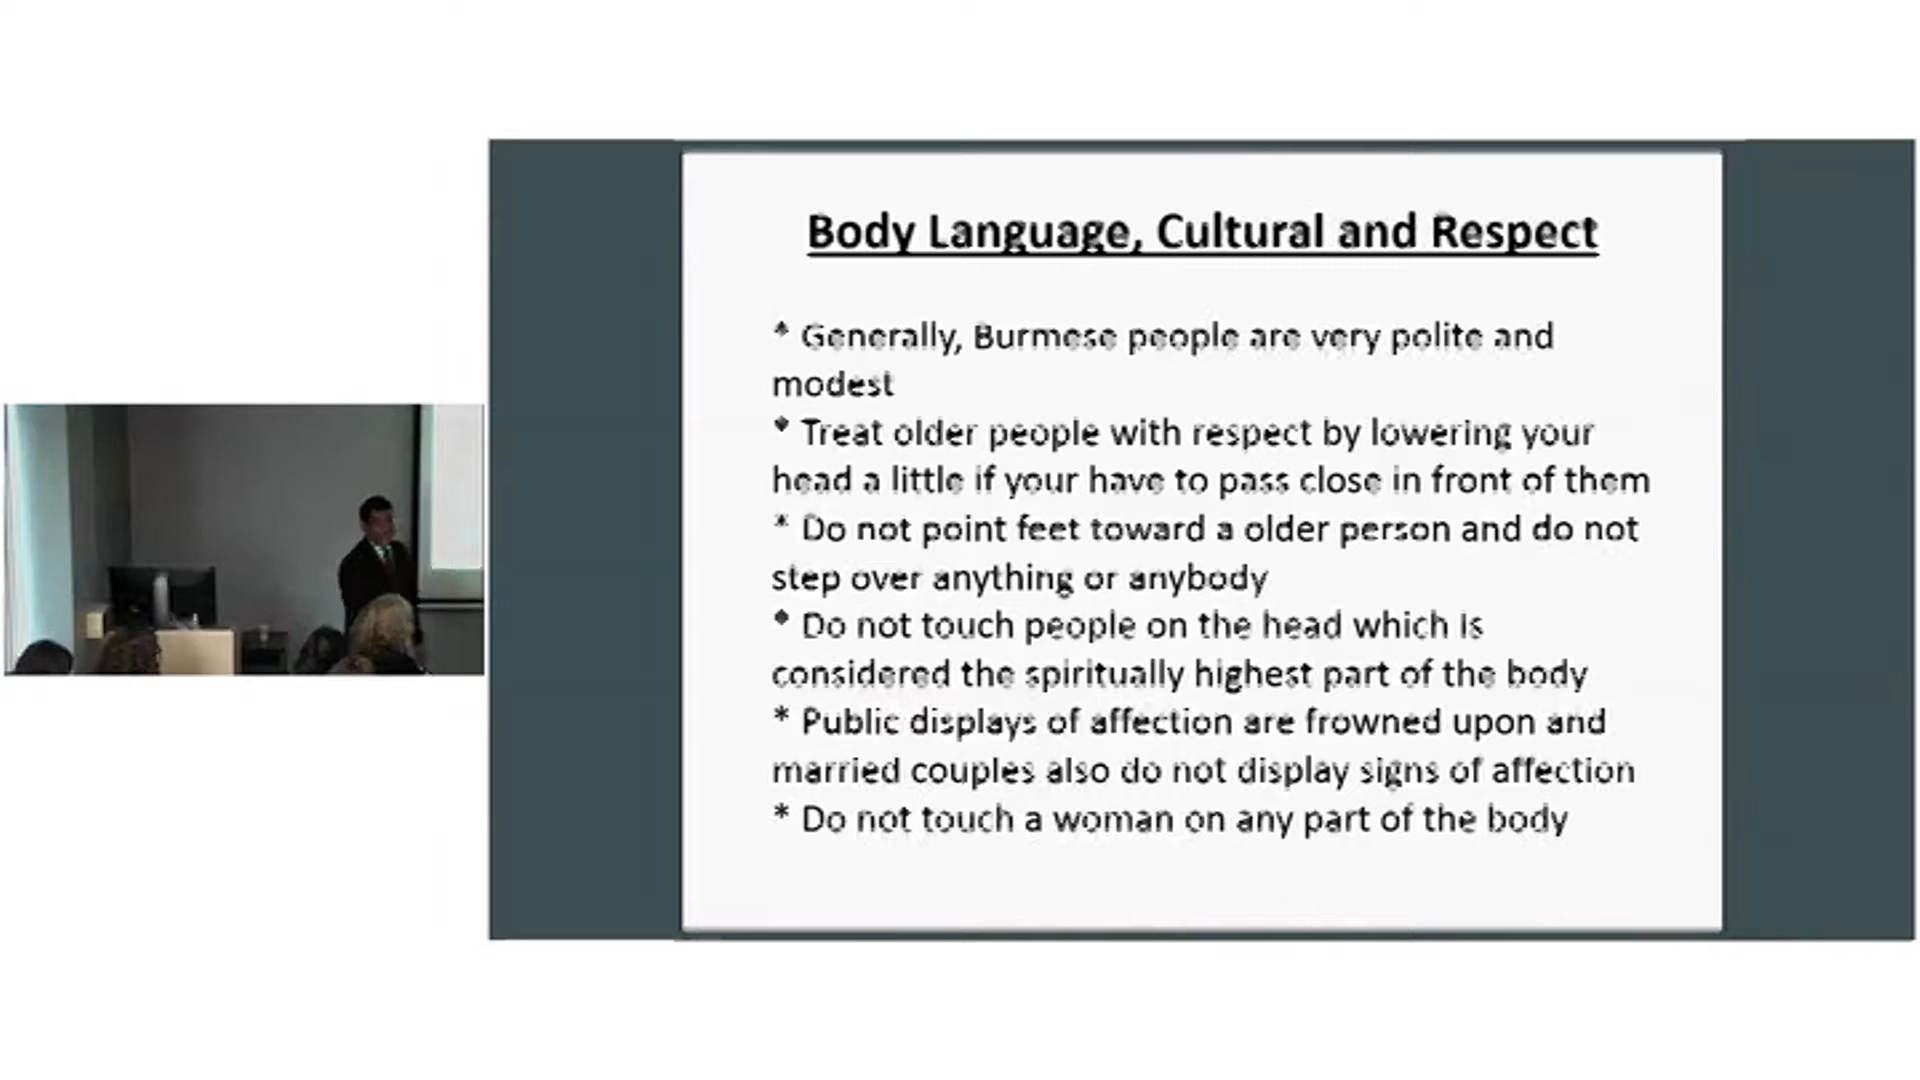 Body Language, Cultural and Respect
* Generally, Burmese people are very polite and
modest
* Treat older people with respect by lowering your
head a little if your have to pass close in front of them
* Do not point feet toward a older person and do not
step over anything or anybody
* Do not touch people on the head which is
considered the spiritually highest part of the body
* Public displays of affection are frowned upon and
married couples also do not display signs of affection
* Do not touch a woman on any part of the body